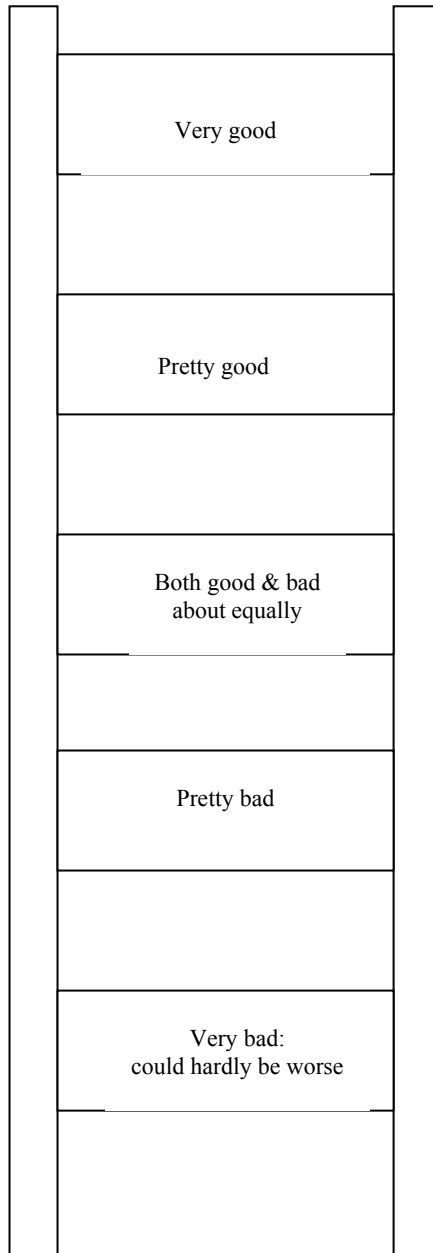 Very good
Pretty good
Both good & bad
about equally
Pretty bad
Very bad:
could hardly be worse